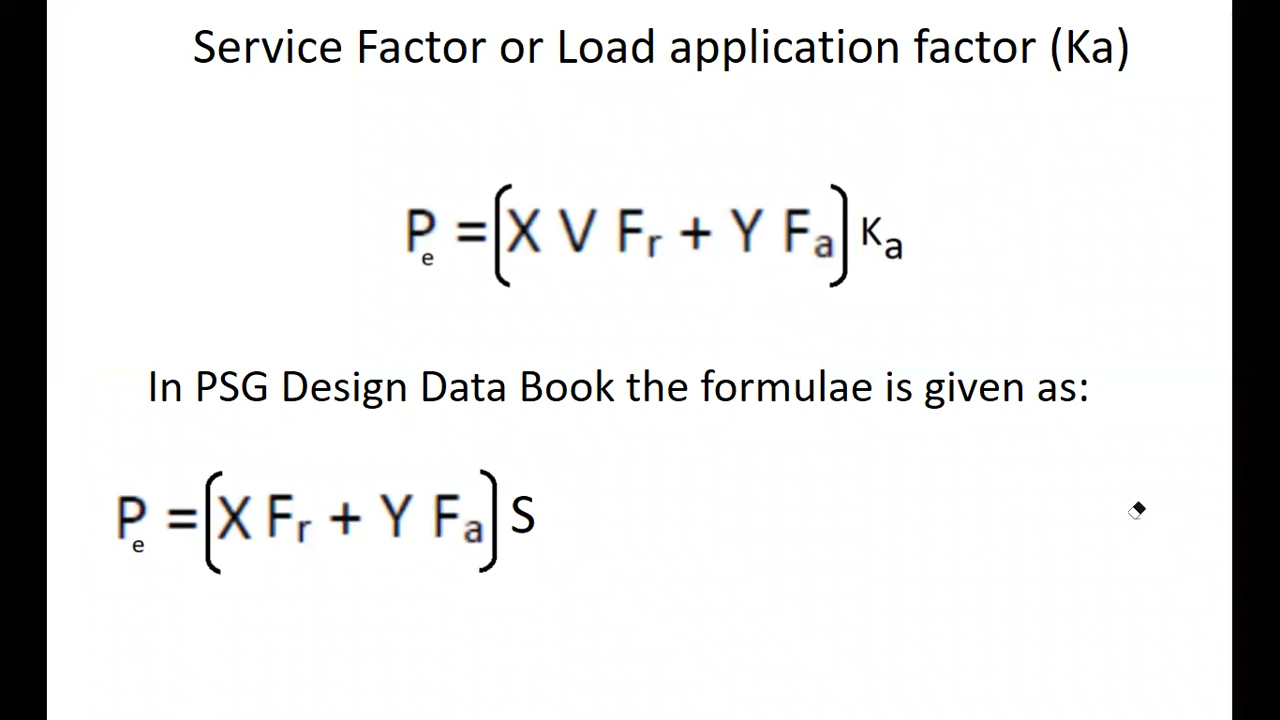 Service Factor or Load application factor (Ka)
Pe = (X V Fr + Y Fa) Ka
In PSG Design Data Book the formulae is given as:
Pe = (X Fr + Y Fa) S